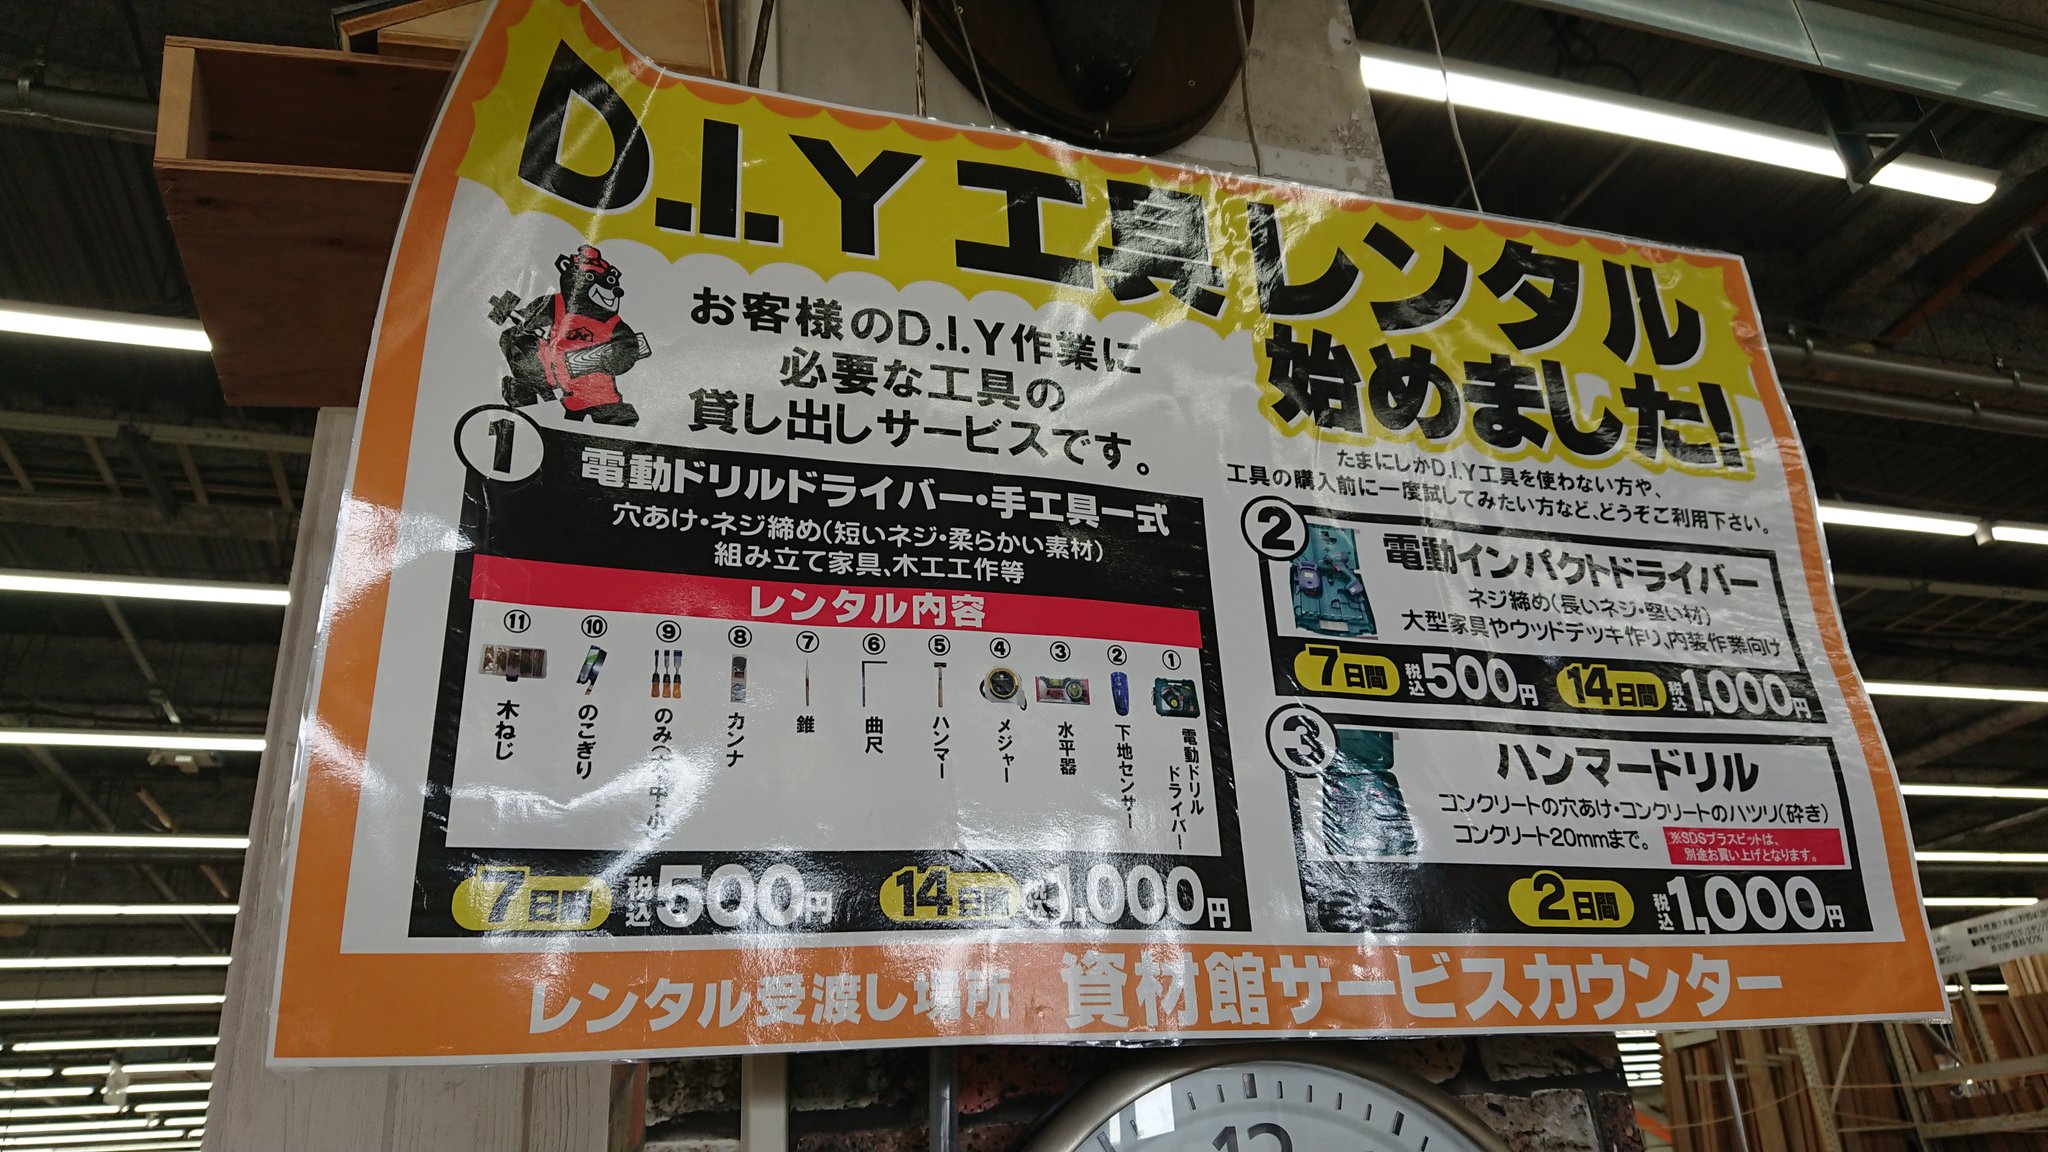 D.I.Y工具レンタル
始めました!
お客様のD.I.Y作業に
必要な工具の
貸し出しサービスです。
たまにしかD.I.Y工具を使わない方や、
工具の購入前に一度試してみたい方など、どうぞご利用下さい。
1
電動ドリルドライバー・手工具一式
穴あけ・ネジ締め(短いネジ・柔らかい素材)
組み立て家具、木工工作等
レンタル内容
① 電動ドリルドライバー
② 下地センサー
③ 水平器
④ メジャー
⑤ ハンマー
⑥ 曲尺
⑦ 錐
⑧ カンナ
⑨ のみ(大中小)
⑩ のこぎり
⑪ 木ねじ
7日間 税込500円 14日間 税込1,000円
2
電動インパクトドライバー
ネジ締め(長いネジ・堅い材)
大型家具やウッドデッキ作り、内装作業向け
7日間 税込500円 14日間 税込1,000円
3
ハンマードリル
コンクリートの穴あけ・コンクリートのハツリ(砕き)
コンクリート20mmまで。
※SDSプラスビットは、
別途お買い上げとなります。
2日間 税込1,000円
レンタル受渡し場所 資材館サービスカウンター
12